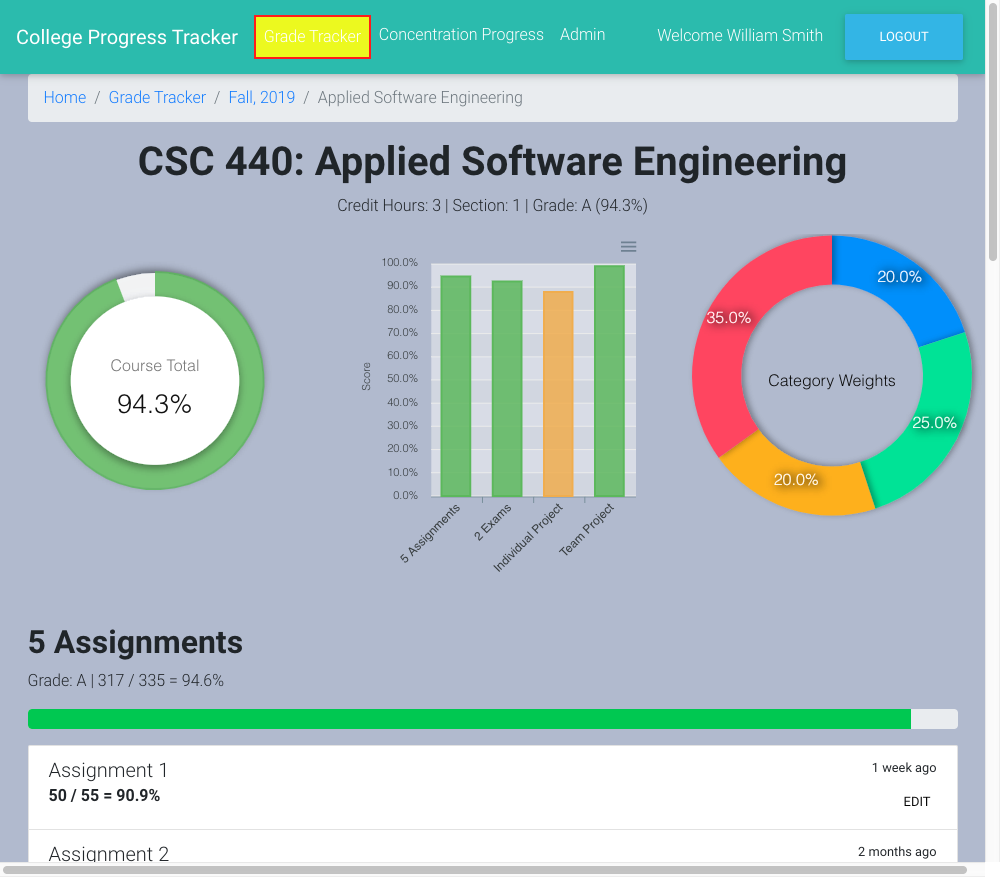 College Progress Tracker Grade Tracker Concentration Progress Admin Welcome William Smith LOGOUT
Home / Grade Tracker / Fall, 2019 / Applied Software Engineering
CSC 440: Applied Software Engineering
Credit Hours: 3 | Section: 1 | Grade: A (94.3%)
Course Total
94.3%
100.0%
90.0%
80.0%
70.0%
60.0%
50.0%
40.0%
30.0%
20.0%
10.0%
0.0%
Score
5 Assignments
2 Exams
Individual Project
Team Project
20.0%
35.0%
Category Weights
25.0%
20.0%
5 Assignments
Grade: A | 317 / 335 = 94.6%
Assignment 1 1 week ago
50 / 55 = 90.9%
EDIT
Assignment 2 2 months ago